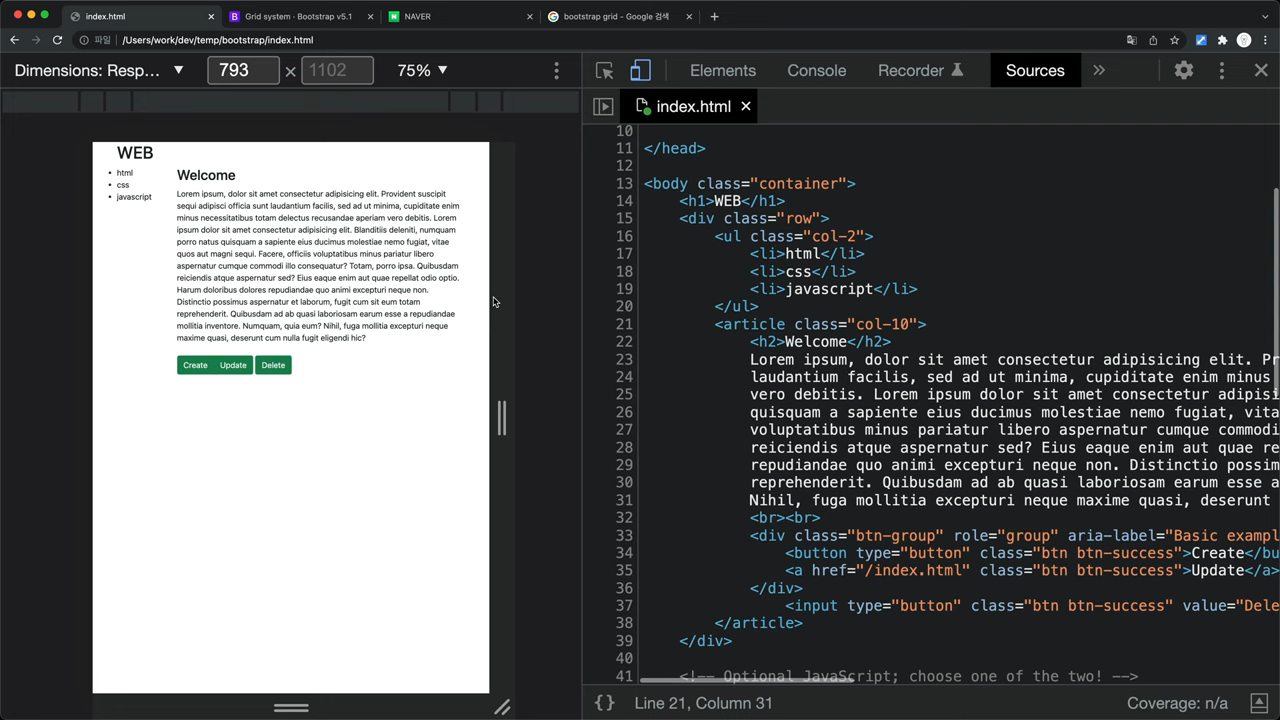 index.html
Grid system · Bootstrap v5.1
NAVER
bootstrap grid - Google 검색
파일
/Users/work/dev/temp/bootstrap/index.html
Dimensions: Resp...
793
1102
75%
Elements
Console
Recorder
Sources
index.html
WEB
html
css
javascript
Welcome
Lorem ipsum, dolor sit amet consectetur adipisicing elit. Provident suscipit
sequi adipisci officia sunt laudantium facilis, sed ad ut minima, cupiditate enim
minus necessitatibus totam delectus recusandae aperiam vero debitis. Lorem
ipsum dolor sit amet consectetur adipisicing elit. Blanditiis deleniti, numquam
porro natus quisquam a sapiente eius ducimus molestiae nemo fugiat, vitae
quos aut magni sequi. Facere, officiis voluptatibus minus pariatur libero
aspernatur cumque commodi illo consequatur? Totam, porro ipsa. Quibusdam
reiciendis atque aspernatur sed? Eius eaque enim aut quae repellat odio optio.
Harum doloribus dolores repudiandae quo animi excepturi neque non.
Distinctio possimus aspernatur et laborum, fugit cum sit eum totam
reprehenderit. Quibusdam ad ab quasi laboriosam earum esse a repudiandae
mollitia inventore. Numquam, quia eum? Nihil, fuga mollitia excepturi neque
maxime quasi, deserunt cum nulla fugit eligendi hic?
Create Update Delete
10
11 </head>
12
13 <body class="container">
14 <h1>WEB</h1>
15 <div class="row">
16 <ul class="col-2">
17 <li>html</li>
18 <li>css</li>
19 <li>javascript</li>
20 </ul>
21 <article class="col-10">
22 <h2>Welcome</h2>
23 Lorem ipsum, dolor sit amet consectetur adipisicing elit. Pr
24 laudantium facilis, sed ad ut minima, cupiditate enim minus
25 vero debitis. Lorem ipsum dolor sit amet consectetur adipisi
26 quisquam a sapiente eius ducimus molestiae nemo fugiat, vita
27 voluptatibus minus pariatur libero aspernatur cumque commodi
28 reiciendis atque aspernatur sed? Eius eaque enim aut quae re
29 repudiandae quo animi excepturi neque non. Distinctio possim
30 reprehenderit. Quibusdam ad ab quasi laboriosam earum esse a
31 Nihil, fuga mollitia excepturi neque maxime quasi, deserunt
32 <br><br>
33 <div class="btn-group" role="group" aria-label="Basic exampl
34 <button type="button" class="btn btn-success">Create</bu
35 <a href="/index.html" class="btn btn-success">Update</a>
36 </div>
37 <input type="button" class="btn btn-success" value="Dele
38 </article>
39 </div>
40
41 <!-- Optional JavaScript; choose one of the two! -->
{} Line 21, Column 31
Coverage: n/a